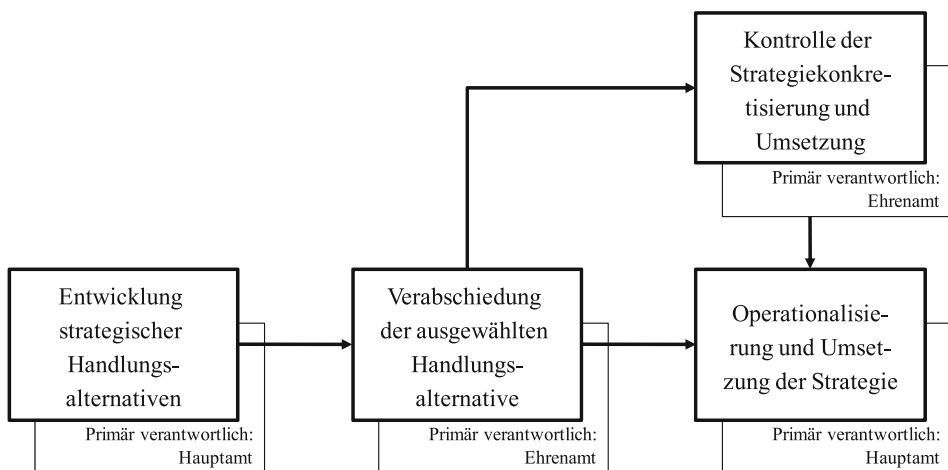 Kontrolle der
Strategiekonkre-
tisierung und
Umsetzung
Primär verantwortlich:
Ehrenamt
Entwicklung
strategischer
Handlungs-
alternativen
Primär verantwortlich:
Hauptamt
Verabschiedung
der ausgewählten
Handlungs-
alternative
Primär verantwortlich:
Ehrenamt
Operationalisie-
rung und Umset-
zung der Strategie
Primär verantwortlich:
Hauptamt